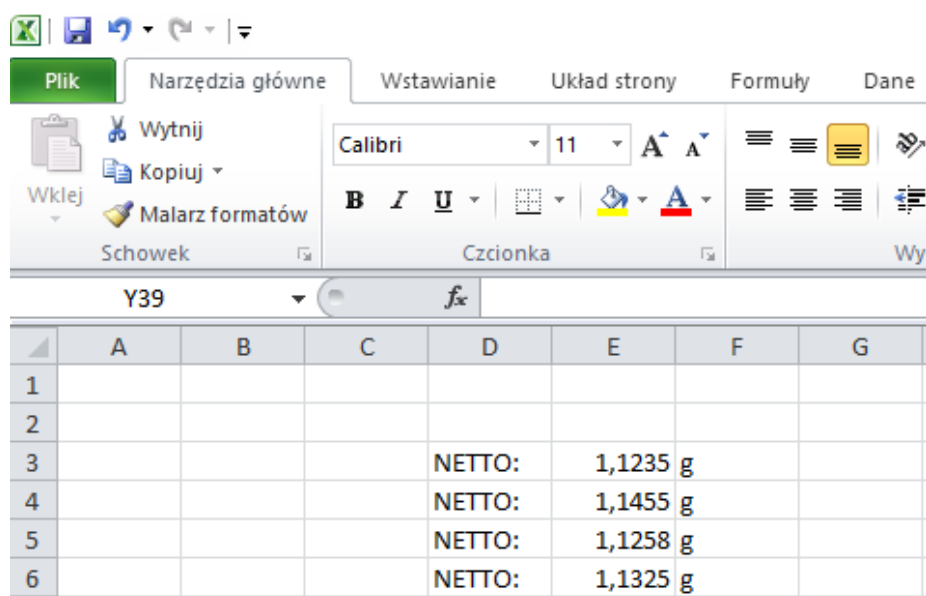 Plik Narzędzia główne Wstawianie Układ strony Formuły Dane
Wytnij
Kopiuj
Wklej
Malarz formatów
Schowek
Calibri 11 A A
B I U A
Czcionka
Wy
Y39 fx
A B C D E F G
1
2
3 NETTO: 1,1235 g
4 NETTO: 1,1455 g
5 NETTO: 1,1258 g
6 NETTO: 1,1325 g